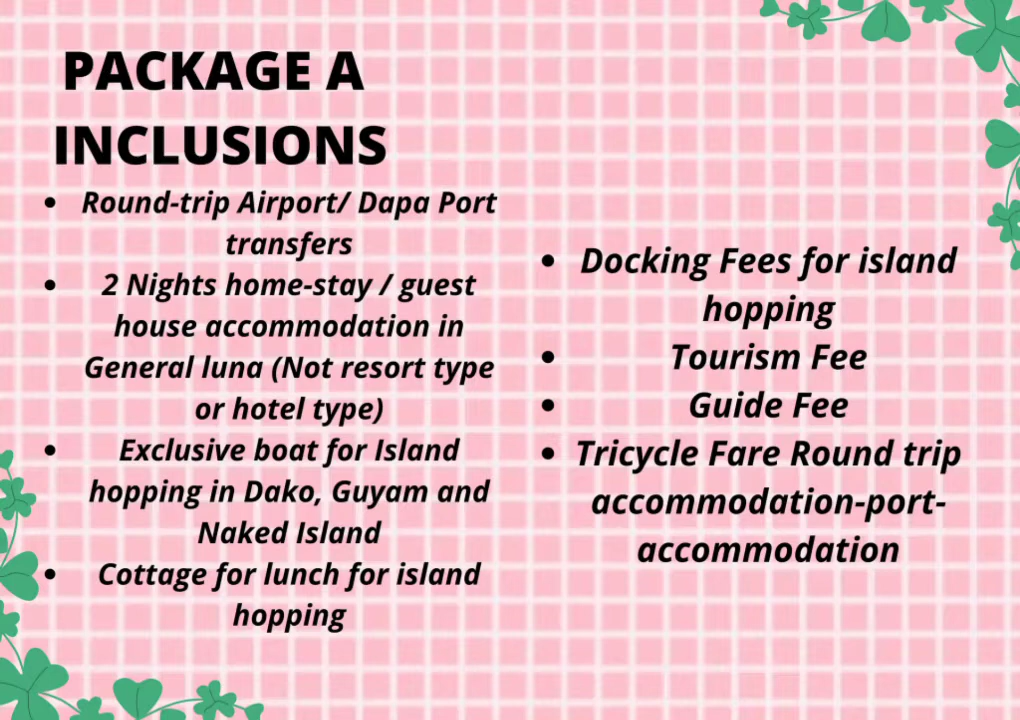 PACKAGE A
INCLUSIONS
• Round-trip Airport/ Dapa Port
transfers
• 2 Nights home-stay / guest
house accommodation in
General luna (Not resort type
or hotel type)
• Exclusive boat for Island
hopping in Dako, Guyam and
Naked Island
• Cottage for lunch for island
hopping
• Docking Fees for island
hopping
• Tourism Fee
• Guide Fee
• Tricycle Fare Round trip
accommodation-port-
accommodation